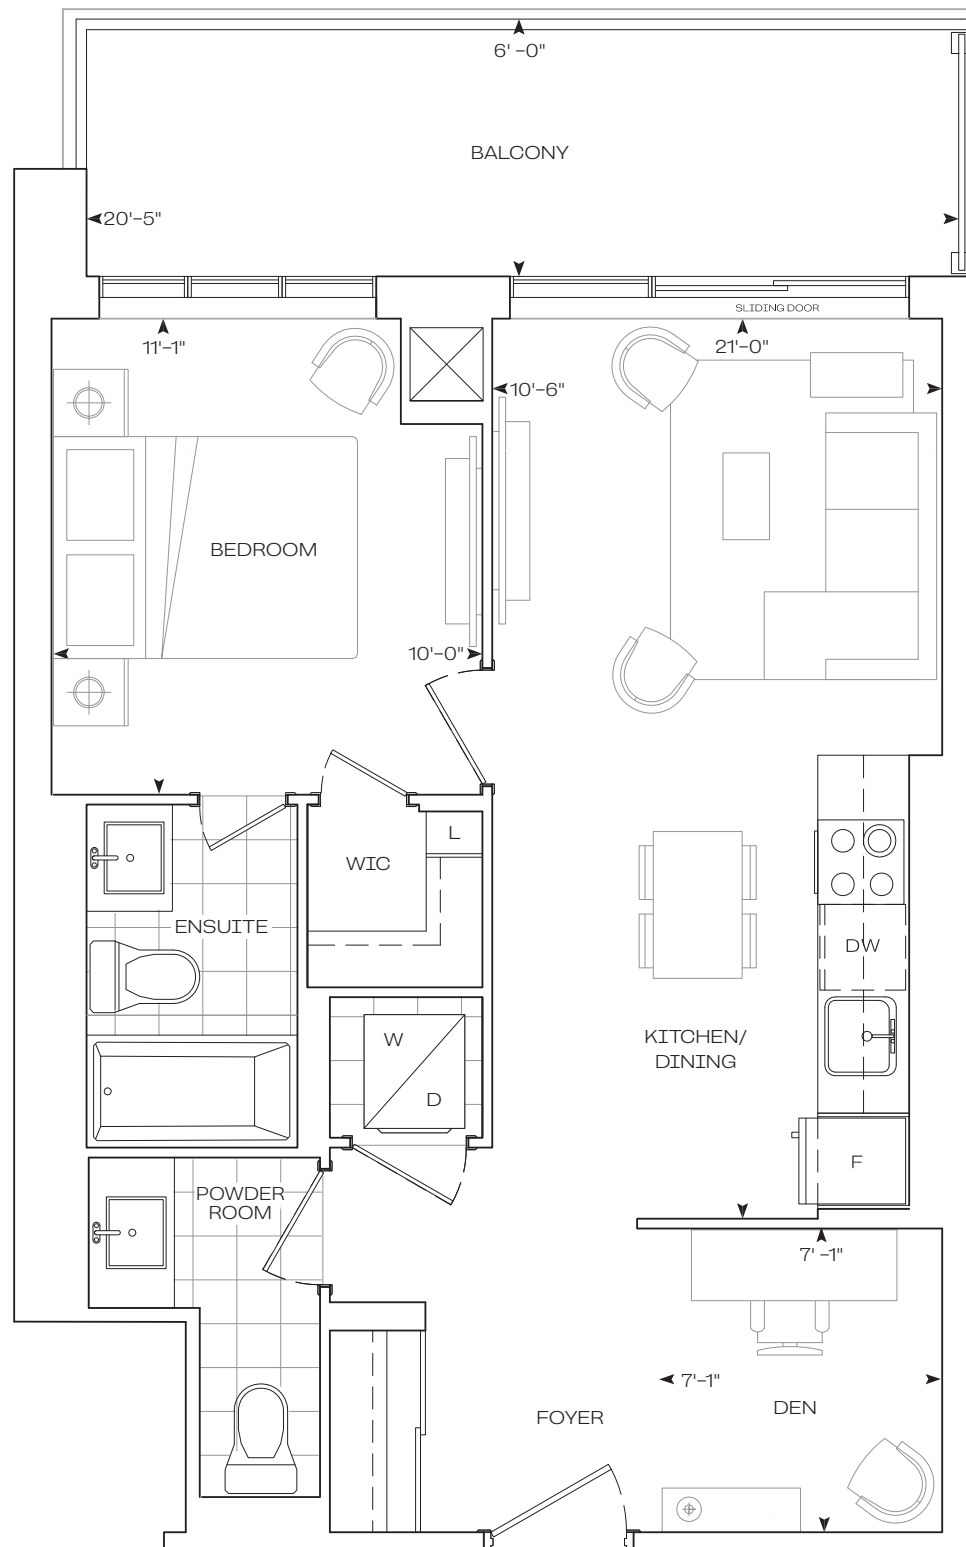 6'-0"
BALCONY
20'-5"
SLIDING DOOR
11'-1"
21'-0"
10'-6"
BEDROOM
10'-0"
L
WIC
ENSUITE
DW
W
D
KITCHEN/
DINING
F
POWDER
ROOM
7'-1"
7'-1"
DEN
FOYER